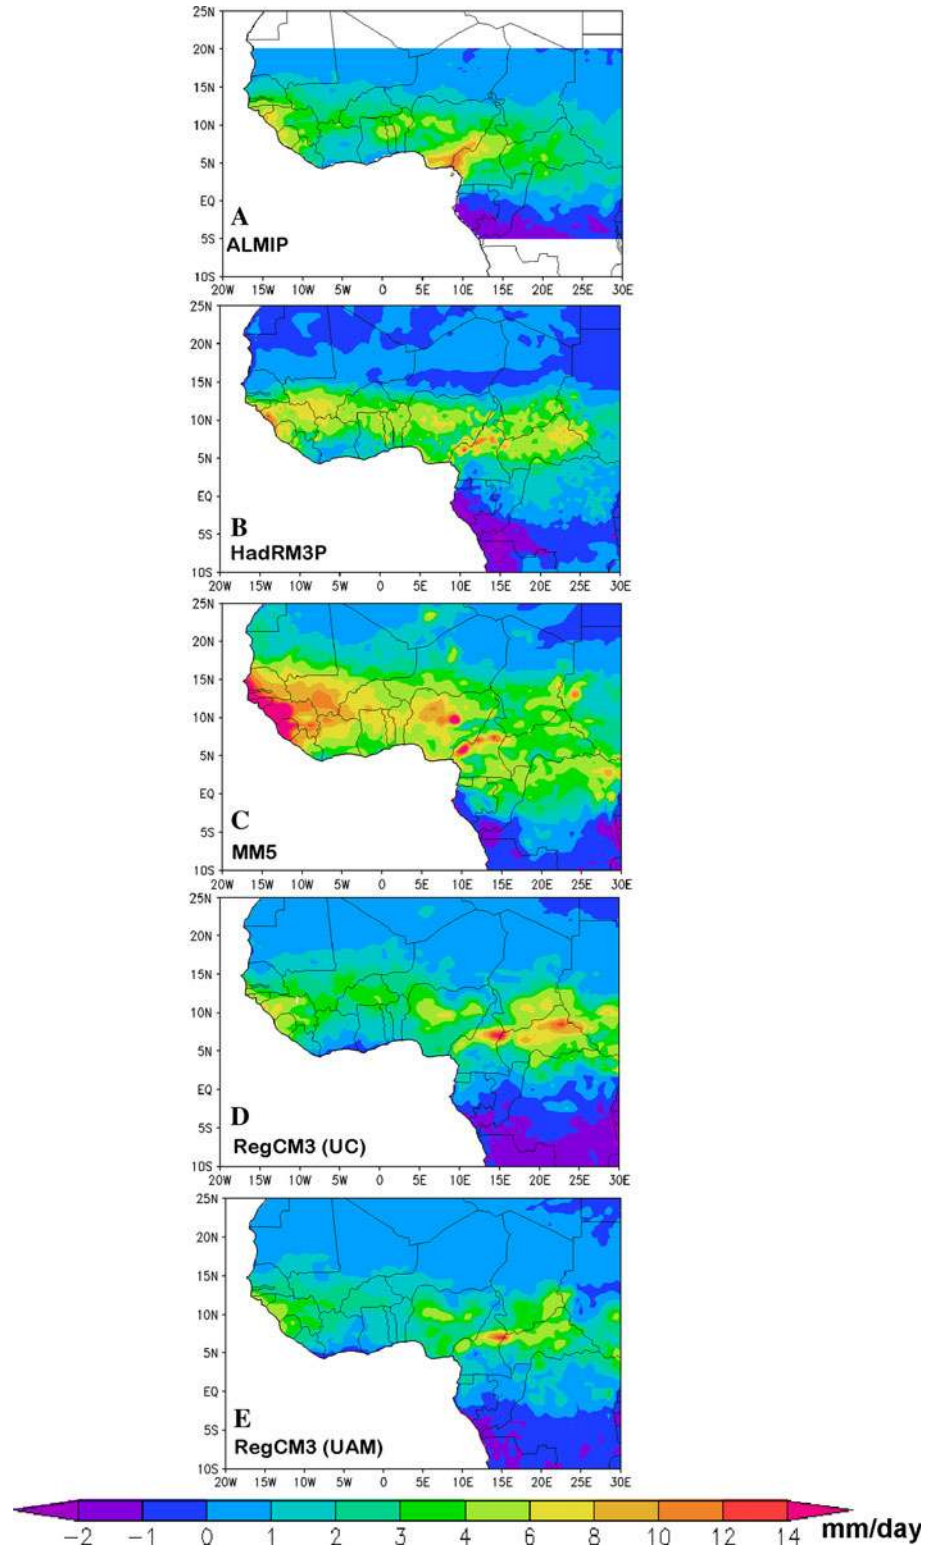 25N
20N
15N
10N
5N
EQ
5S
10S
A
ALMIP
20W 15W 10W 5W 0 5E 10E 15E 20E 25E 30E
25N
20N
15N
10N
5N
EQ
5S
10S
B
HadRM3P
20W 15W 10W 5W 0 5E 10E 15E 20E 25E 30E
25N
20N
15N
10N
5N
EQ
5S
10S
C
MM5
20W 15W 10W 5W 0 5E 10E 15E 20E 25E 30E
25N
20N
15N
10N
5N
EQ
5S
10S
D
RegCM3 (UC)
20W 15W 10W 5W 0 5E 10E 15E 20E 25E 30E
25N
20N
15N
10N
5N
EQ
5S
10S
E
RegCM3 (UAM)
20W 15W 10W 5W 0 5E 10E 15E 20E 25E 30E
-2 -1 0 1 2 3 4 6 8 10 12 14 mm/day